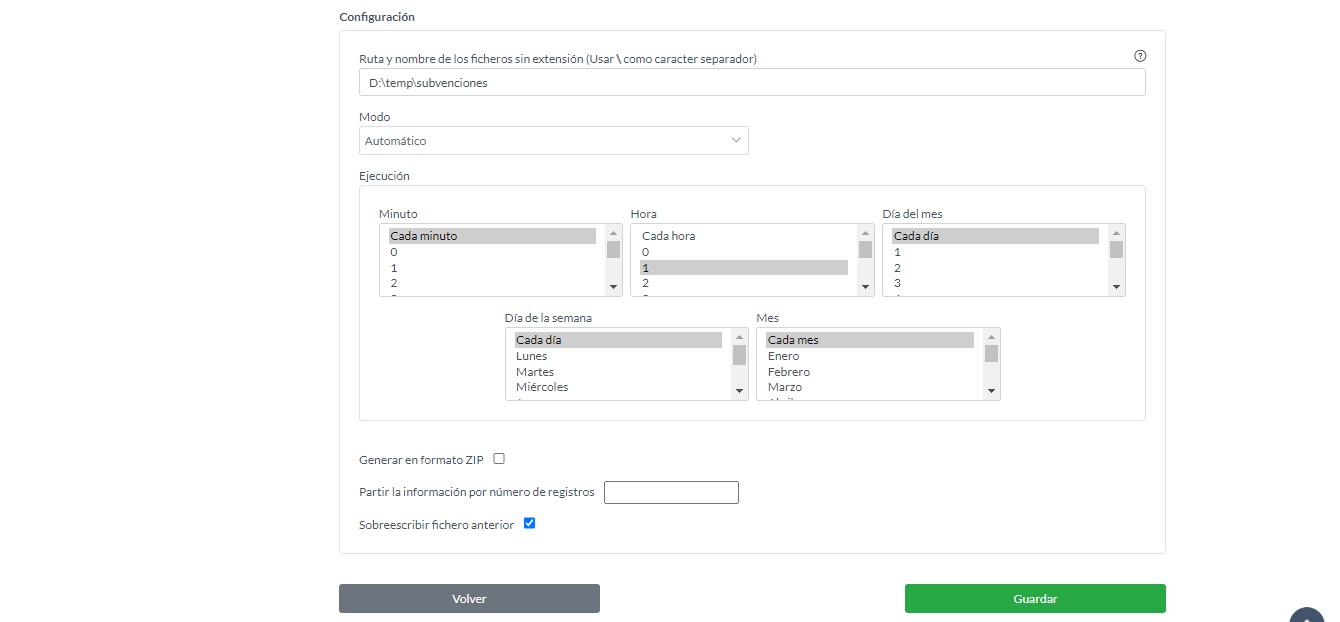 Configuración
Ruta y nombre de los ficheros sin extensión (Usar \ como caracter separador)
D:\temp\subvenciones
Modo
Automático
Ejecución
Minuto
Cada minuto
0
1
2
Hora
Cada hora
0
1
2
Día del mes
Cada día
1
2
3
Día de la semana
Cada día
Lunes
Martes
Miércoles
Mes
Cada mes
Enero
Febrero
Marzo
Generar en formato ZIP
Partir la información por número de registros
Sobreescribir fichero anterior
Volver
Guardar